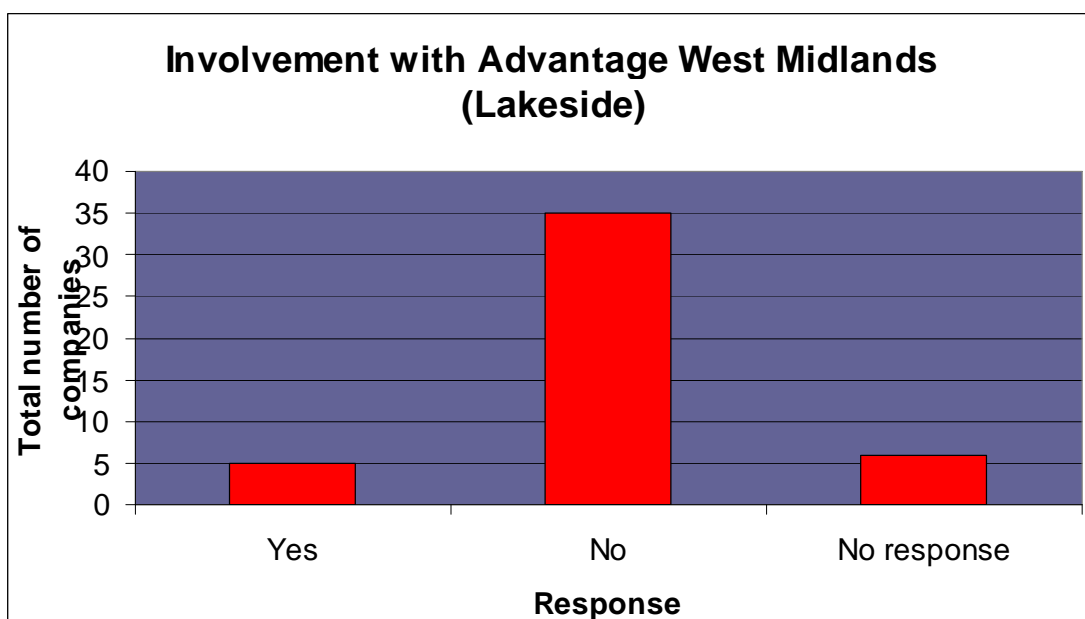 Involvement with Advantage West Midlands
(Lakeside)
Total number of
companies
40
35
30
25
20
15
10
5
0
Yes No No response
Response